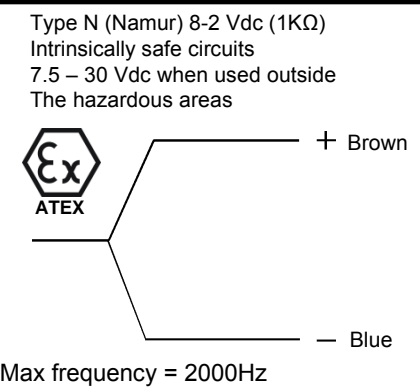 Type N (Namur) 8-2 Vdc (1KΩ)
Intrinsically safe circuits
7.5 – 30 Vdc when used outside
The hazardous areas
+ Brown
Ex
ATEX
– Blue
Max frequency = 2000Hz